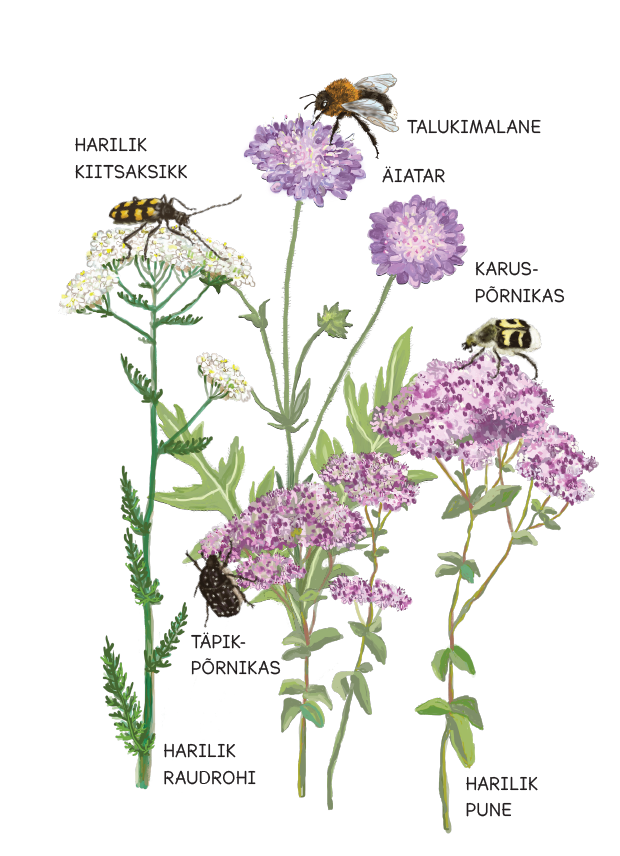 TALUKIMALANE
HARILIK
KIITSAKSIKK
ÄIATAR
KARUS-
PÕRNIKAS
TÄPIK-
PÕRNIKAS
HARILIK
RAUDROHI
HARILIK
PUNE